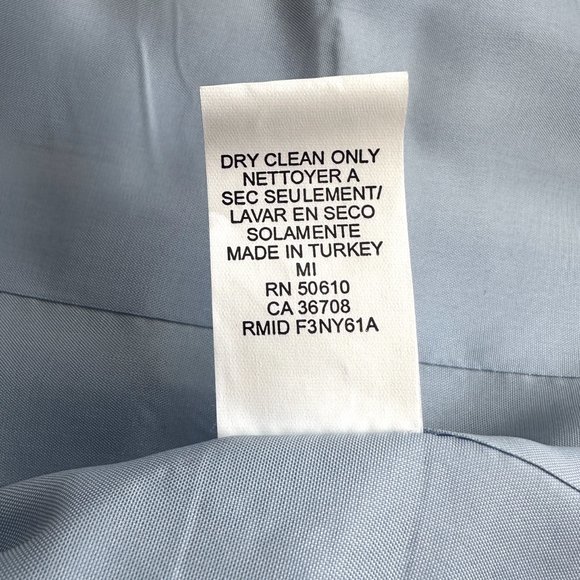 DRY CLEAN ONLY
NETTOYER A
SEC SEULEMENT/
LAVAR EN SECO
SOLAMENTE
MADE IN TURKEY
MI
RN 50610
CA 36708
RMID F3NY61A